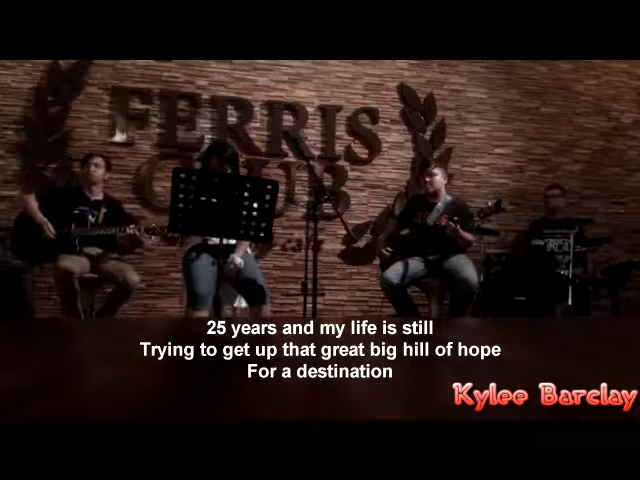 FERRIS
CLUB
25 years and my life is still
Trying to get up that great big hill of hope
For a destination
Kylee Barclay